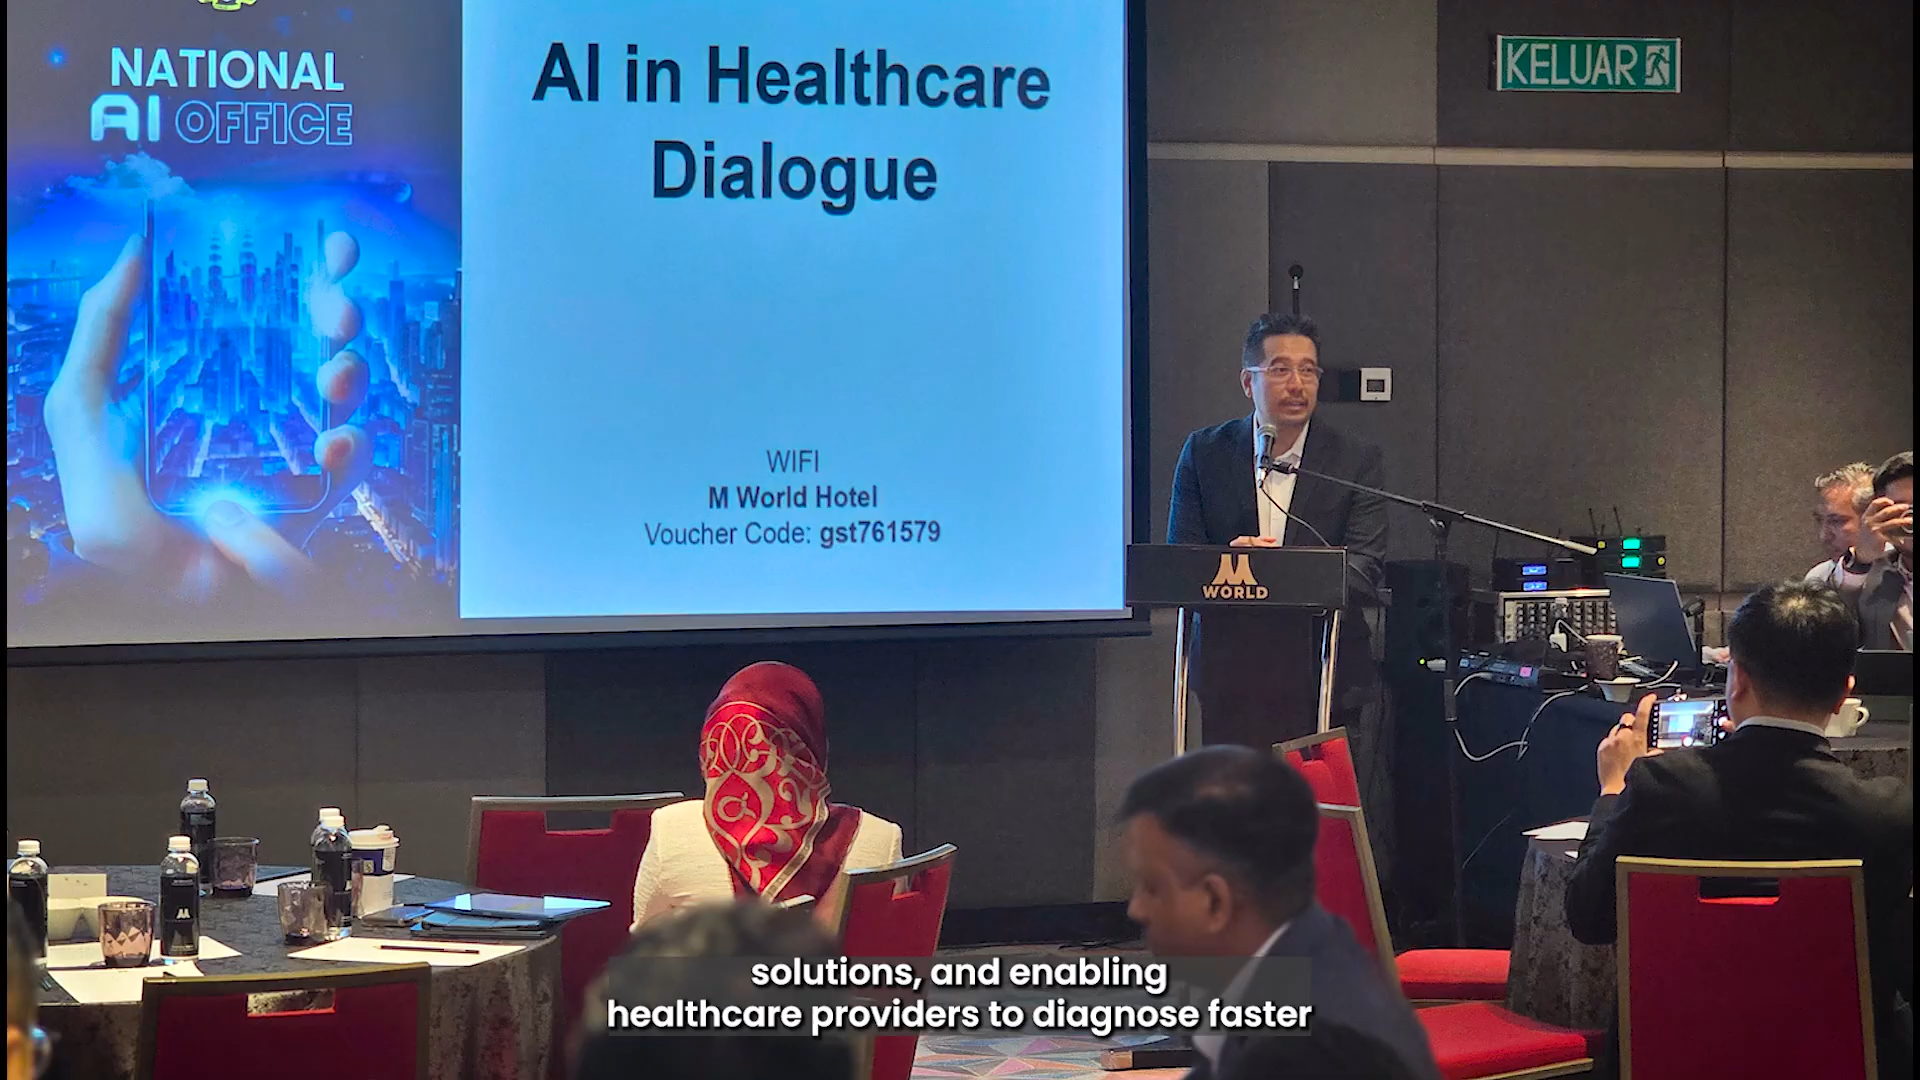 NATIONAL
AI OFFICE
AI in Healthcare
Dialogue
WIFI
M World Hotel
Voucher Code: gst761579
KELUAR
M
WORLD
solutions, and enabling
healthcare providers to diagnose faster